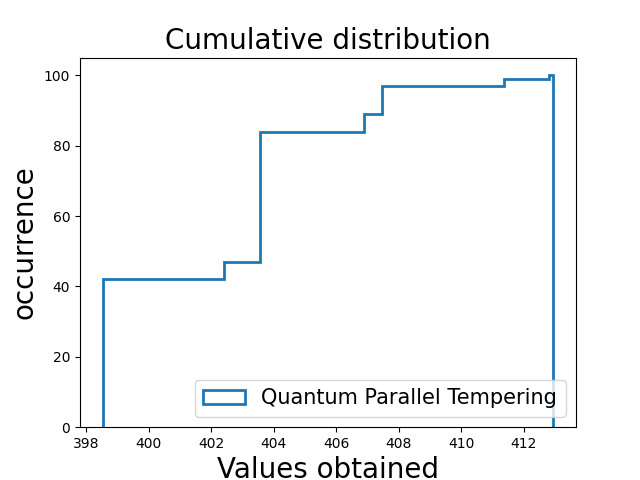 Cumulative distribution
100
80
60
40
20
0
occurrence
398 400 402 404 406 408 410 412
Values obtained
Quantum Parallel Tempering